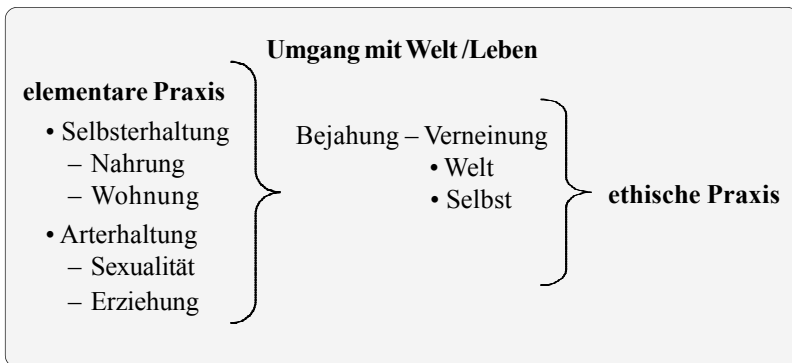 Umgang mit Welt /Leben
elementare Praxis
• Selbsterhaltung
– Nahrung
– Wohnung
• Arterhaltung
– Sexualität
– Erziehung
Bejahung – Verneinung
• Welt
• Selbst
ethische Praxis